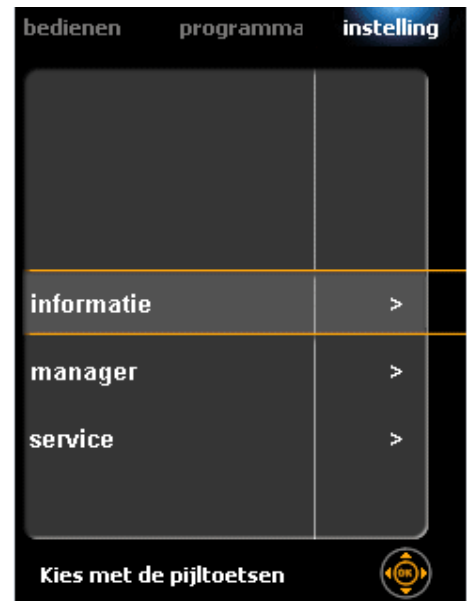 bedienen programma instelling
informatie >
manager >
service >
Kies met de pijltoetsen OK